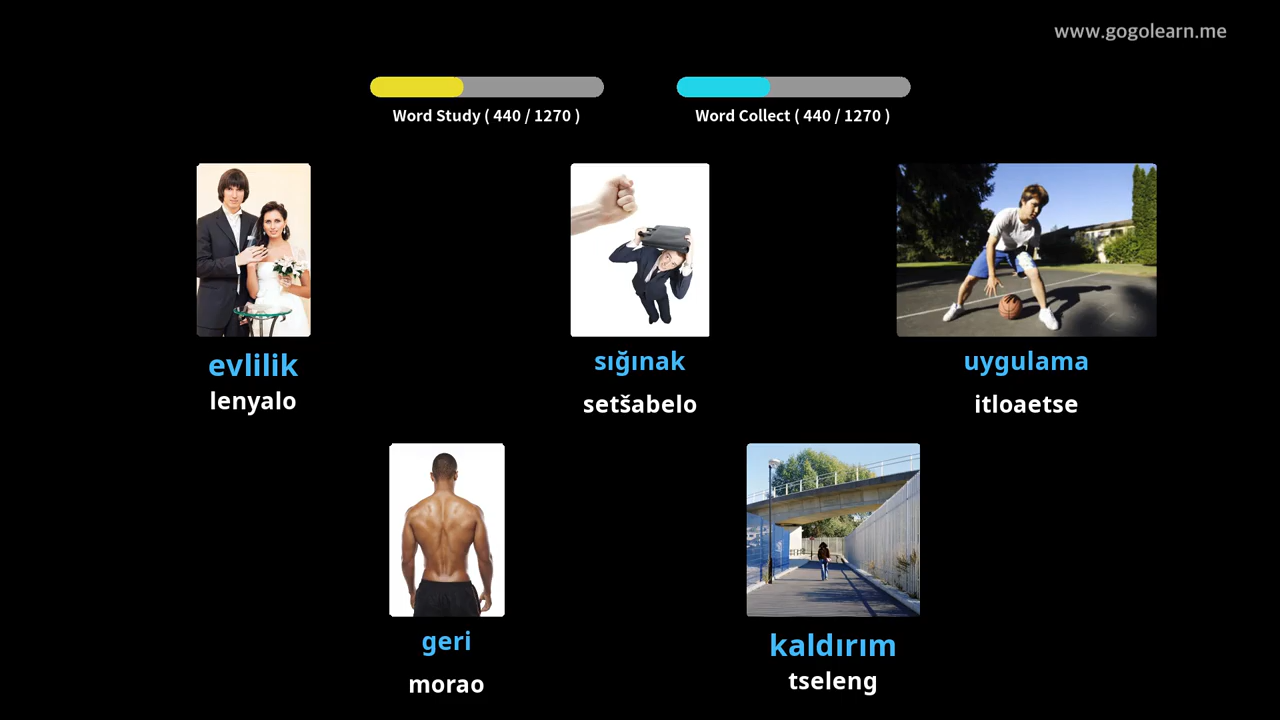 www.gogolearn.me
Word Study ( 440 / 1270 )
Word Collect ( 440 / 1270 )
evlilik
lenyalo
sığınak
setšabelo
uygulama
itloaetse
geri
morao
kaldırım
tseleng